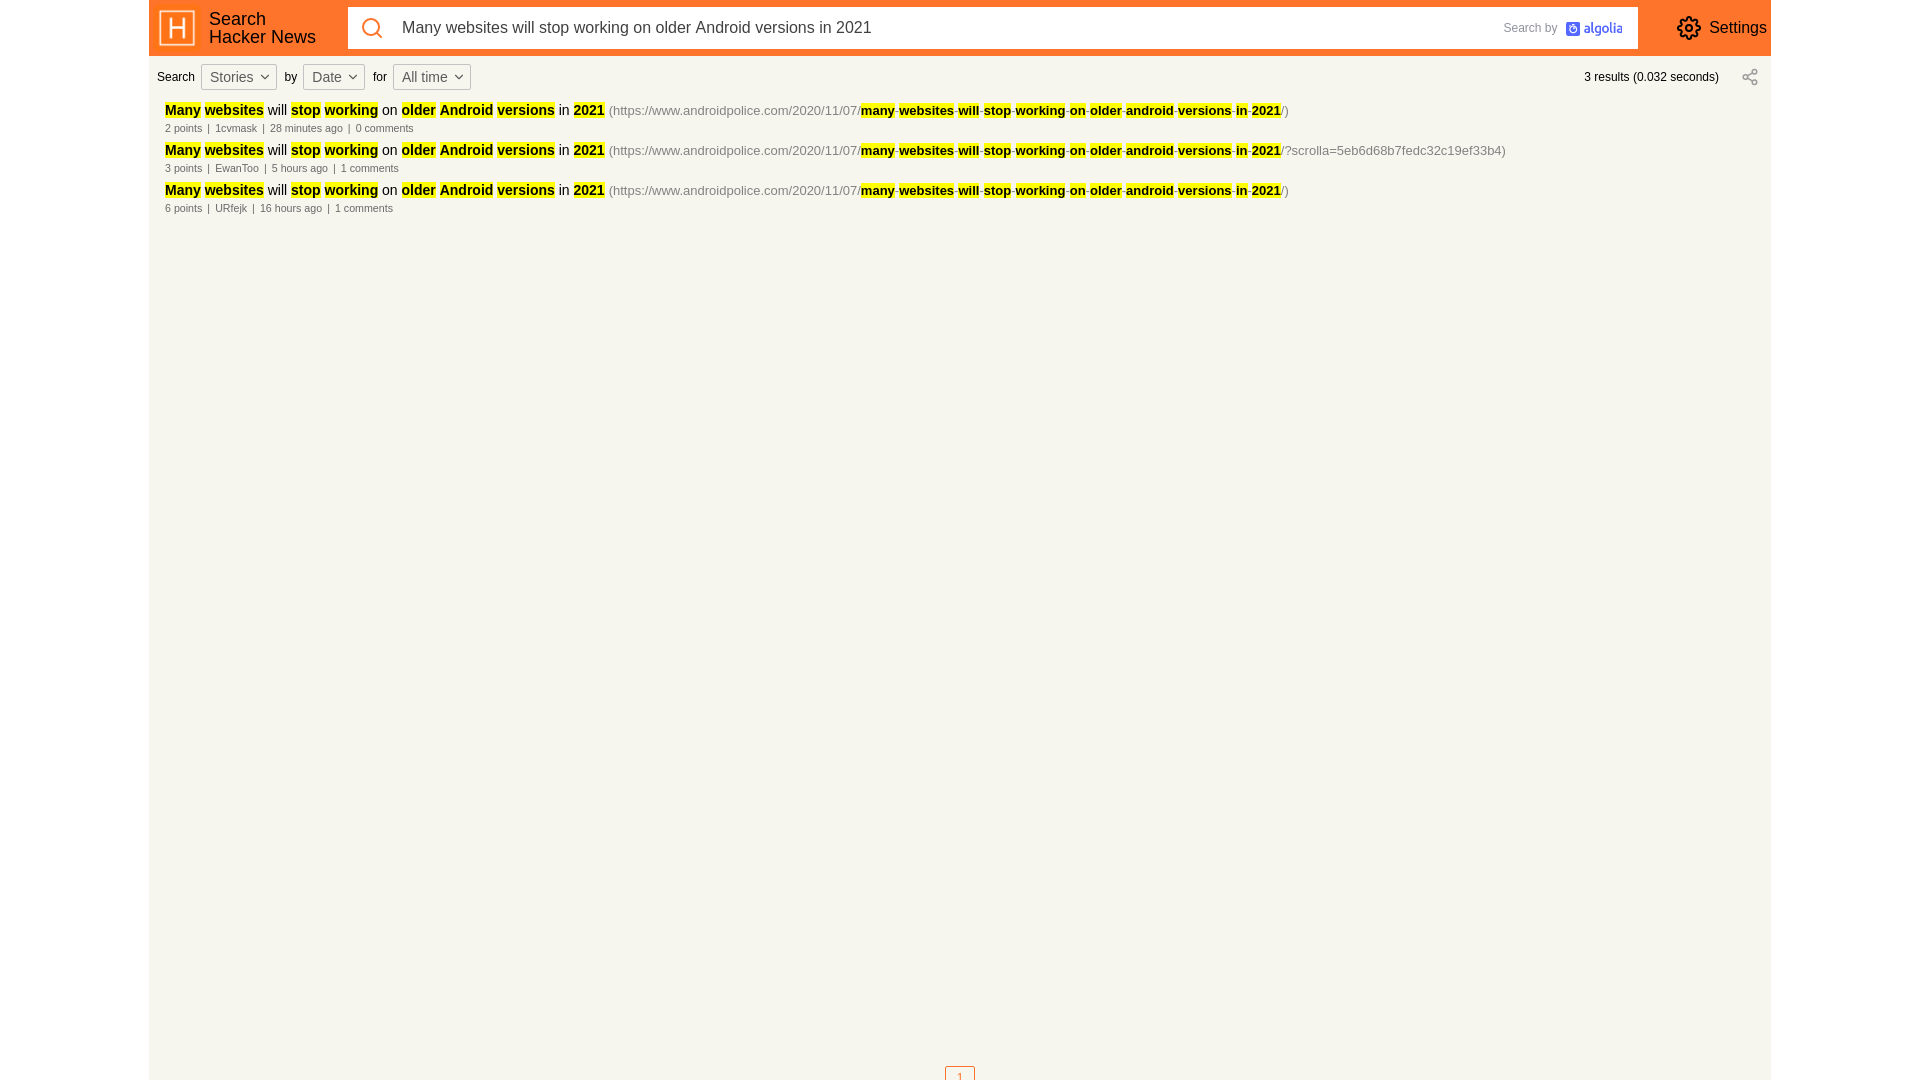 Search
Hacker News
Many websites will stop working on older Android versions in 2021
Search by algolia
Settings
Search Stories by Date for All time
3 results (0.032 seconds)
Many websites will stop working on older Android versions in 2021 (https://www.androidpolice.com/2020/11/07/many-websites-will-stop-working-on-older-android-versions-in-2021/)
2 points | 1cvmask | 28 minutes ago | 0 comments
Many websites will stop working on older Android versions in 2021 (https://www.androidpolice.com/2020/11/07/many-websites-will-stop-working-on-older-android-versions-in-2021/?scrolla=5eb6d68b7fedc32c19ef33b4)
3 points | EwanToo | 5 hours ago | 1 comments
Many websites will stop working on older Android versions in 2021 (https://www.androidpolice.com/2020/11/07/many-websites-will-stop-working-on-older-android-versions-in-2021/)
6 points | URfejk | 16 hours ago | 1 comments
1